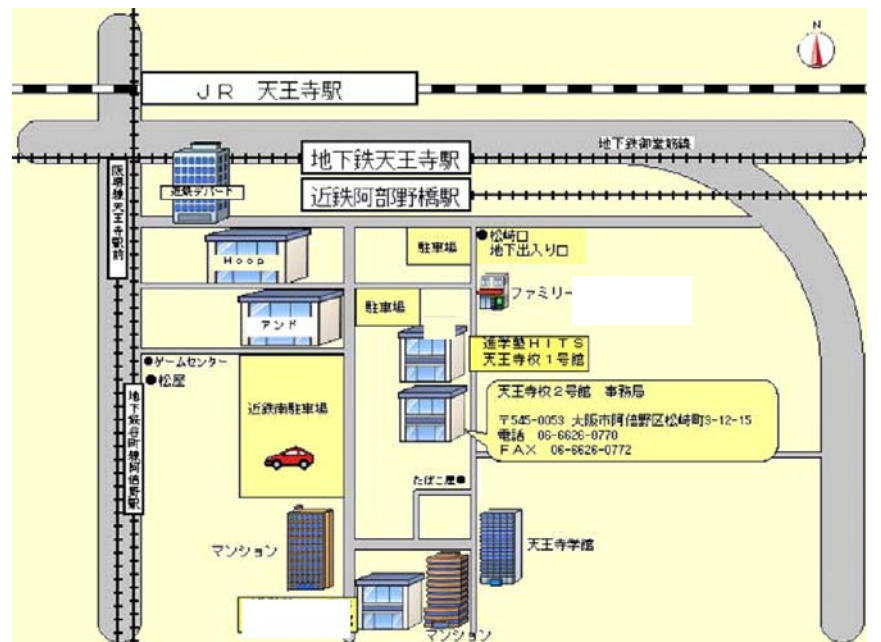 N
JR 天王寺駅
地下鉄御堂筋線
地下鉄天王寺駅
近鉄阿部野橋駅
阪堺線天王寺駅前
近鉄デパート
松崎口
地下出入り口
駐車場
Hoop
ファミリー
駐車場
アンド
進学塾HITS
天王寺校1号館
ゲームセンター
松屋
天王寺校2号館 事務局
〒545-0053 大阪市阿倍野区松崎町3-12-15
電話 06-6626-0770
FAX 06-6626-0772
近鉄南駐車場
地下鉄谷町線阿倍野駅
たばこ屋
マンション
天王寺学館
マンション